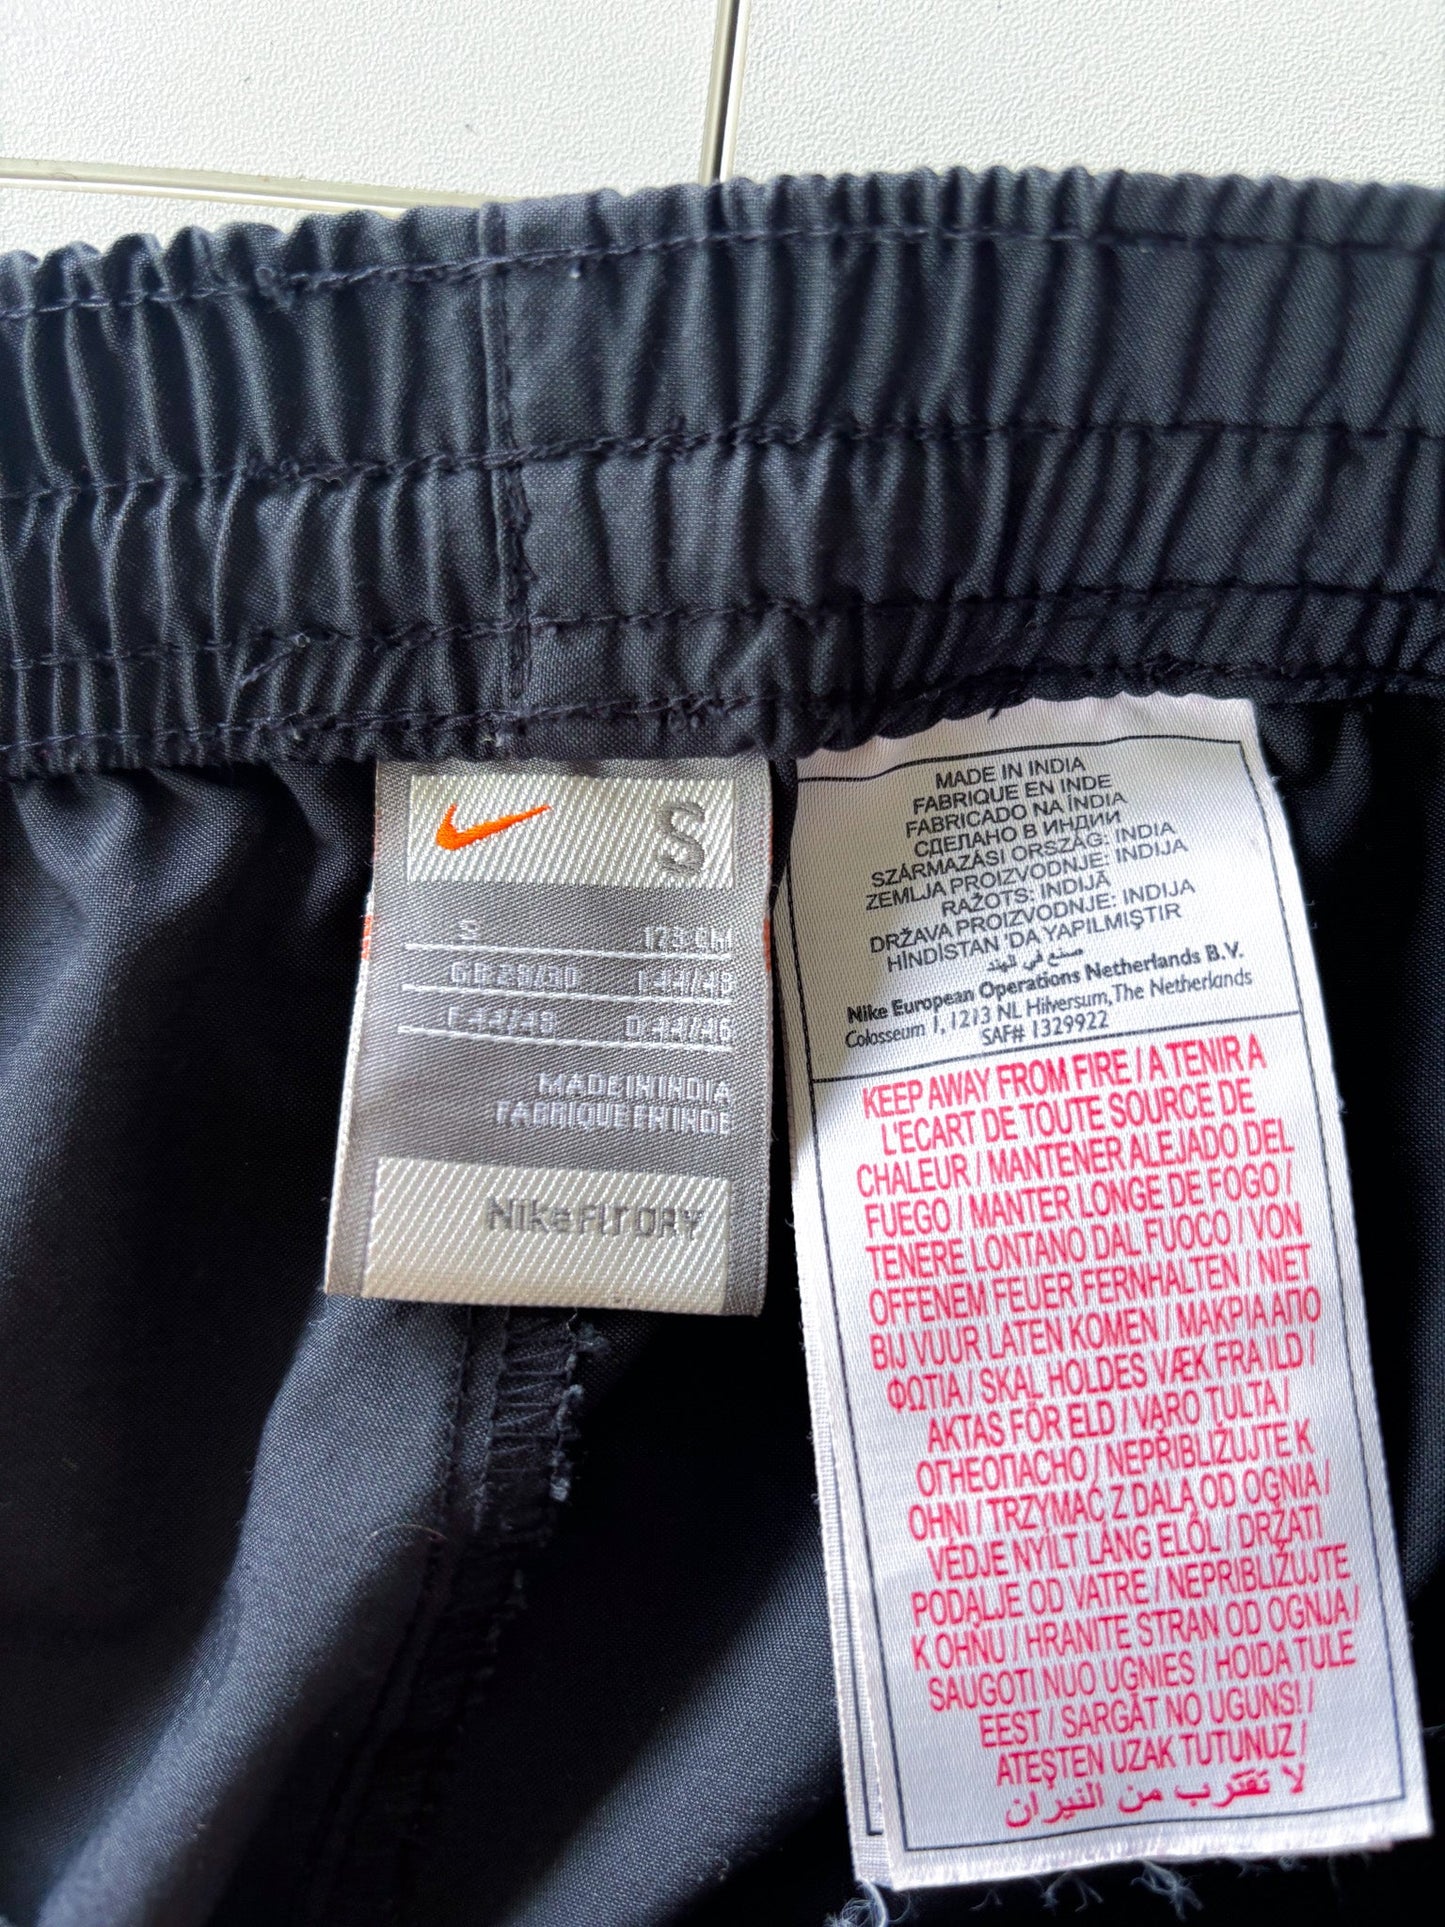 S
S 173 CM
GB 28/30 I 44/48
F 44/48 D 44/46
MADE IN INDIA
FABRIQUE EN INDE
Nike FIT DRY
MADE IN INDIA
FABRIQUE EN INDE
FABRICADO NA ÍNDIA
СДЕЛАНО В ИНДИИ
SZÁRMAZÁSI ORSZÁG: INDIA
ZEMLJA PROIZVODNJE: INDIJA
RAŽOTS: INDIJĀ
DRŽAVA PROIZVODNJE: INDIJA
HİNDİSTAN 'DA YAPILMIŞTIR
صنع في الهند
Nike European Operations Netherlands B.V.
Colosseum 1, 1213 NL Hilversum, The Netherlands
SAF# 1329922
KEEP AWAY FROM FIRE / A TENIR A
L'ECART DE TOUTE SOURCE DE
CHALEUR / MANTENER ALEJADO DEL
FUEGO / MANTER LONGE DE FOGO /
TENERE LONTANO DAL FUOCO / VON
OFFENEM FEUER FERNHALTEN / NIET
BIJ VUUR LATEN KOMEN / ΜΑΚΡΙΑ ΑΠΟ
ΦΩΤΙΑ / SKAL HOLDES VÆK FRA ILD /
AKTAS FÖR ELD / VARO TULTA /
ОГНЕОПАСНО / NEPŘIBLIŽUJTE K
OHNI / TRZYMAĆ Z DALA OD OGNIA /
VEDJE NYÍLT LÁNG ELŐL / DRŽATI
PODALJE OD VATRE / NEPRIBLIŽUJTE
K OHŇU / HRANITE STRAN OD OGNJA /
SAUGOTI NUO UGNIES / HOIDA TULE
EEST / SARGĀT NO UGUNS! /
ATEŞTEN UZAK TUTUNUZ /
لا تقترب من النيران